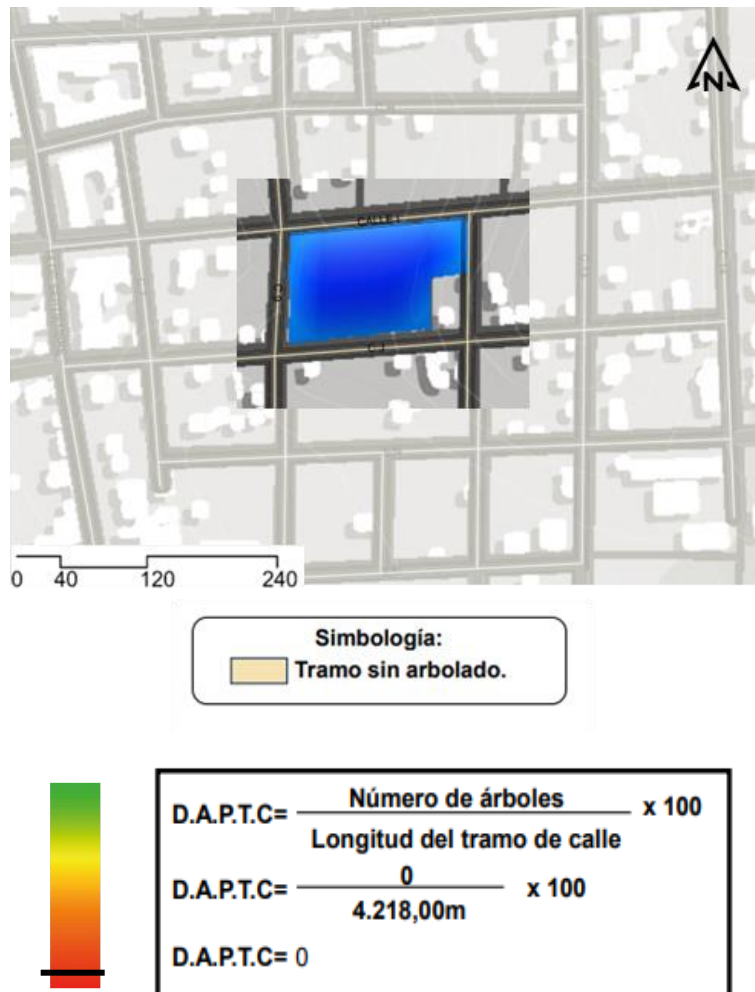 N
CALLE I
C J
0 40 120 240
Simbología:
Tramo sin arbolado.
D.A.P.T.C= Número de árboles x 100
Longitud del tramo de calle
D.A.P.T.C= 0 x 100
4.218,00m
D.A.P.T.C= 0